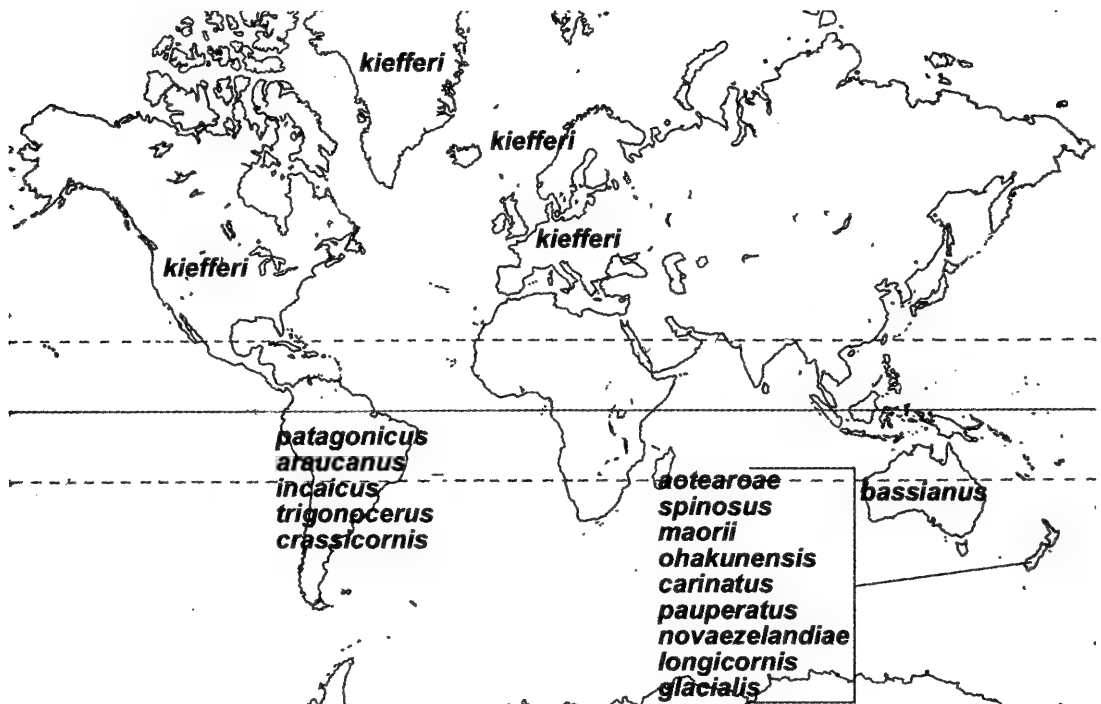 kiefferi
kiefferi
kiefferi
kiefferi
patagonicus
araucanus
incaicus
trigonocerus
crassicornis
aotearoae
spinosus
maorii
ohakunensis
carinatus
pauperatus
novaezelandiae
longicornis
glacialis
bassianus